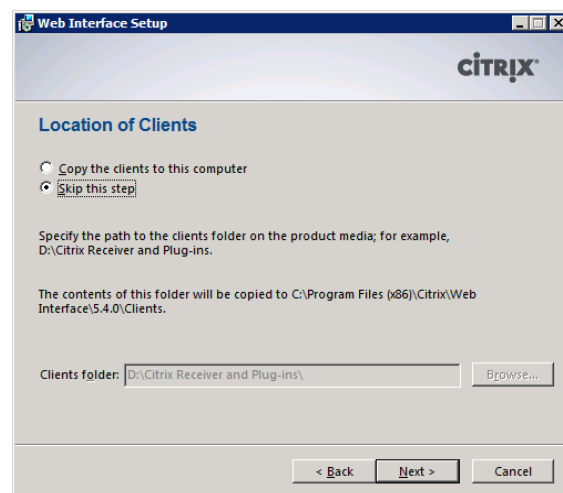 Web Interface Setup
CITRIX
Location of Clients
Copy the clients to this computer
Skip this step
Specify the path to the clients folder on the product media; for example,
D:\Citrix Receiver and Plug-ins.
The contents of this folder will be copied to C:\Program Files (x86)\Citrix\Web
Interface\5.4.0\Clients.
Clients folder: D:\Citrix Receiver and Plug-ins\ Browse...
< Back Next > Cancel